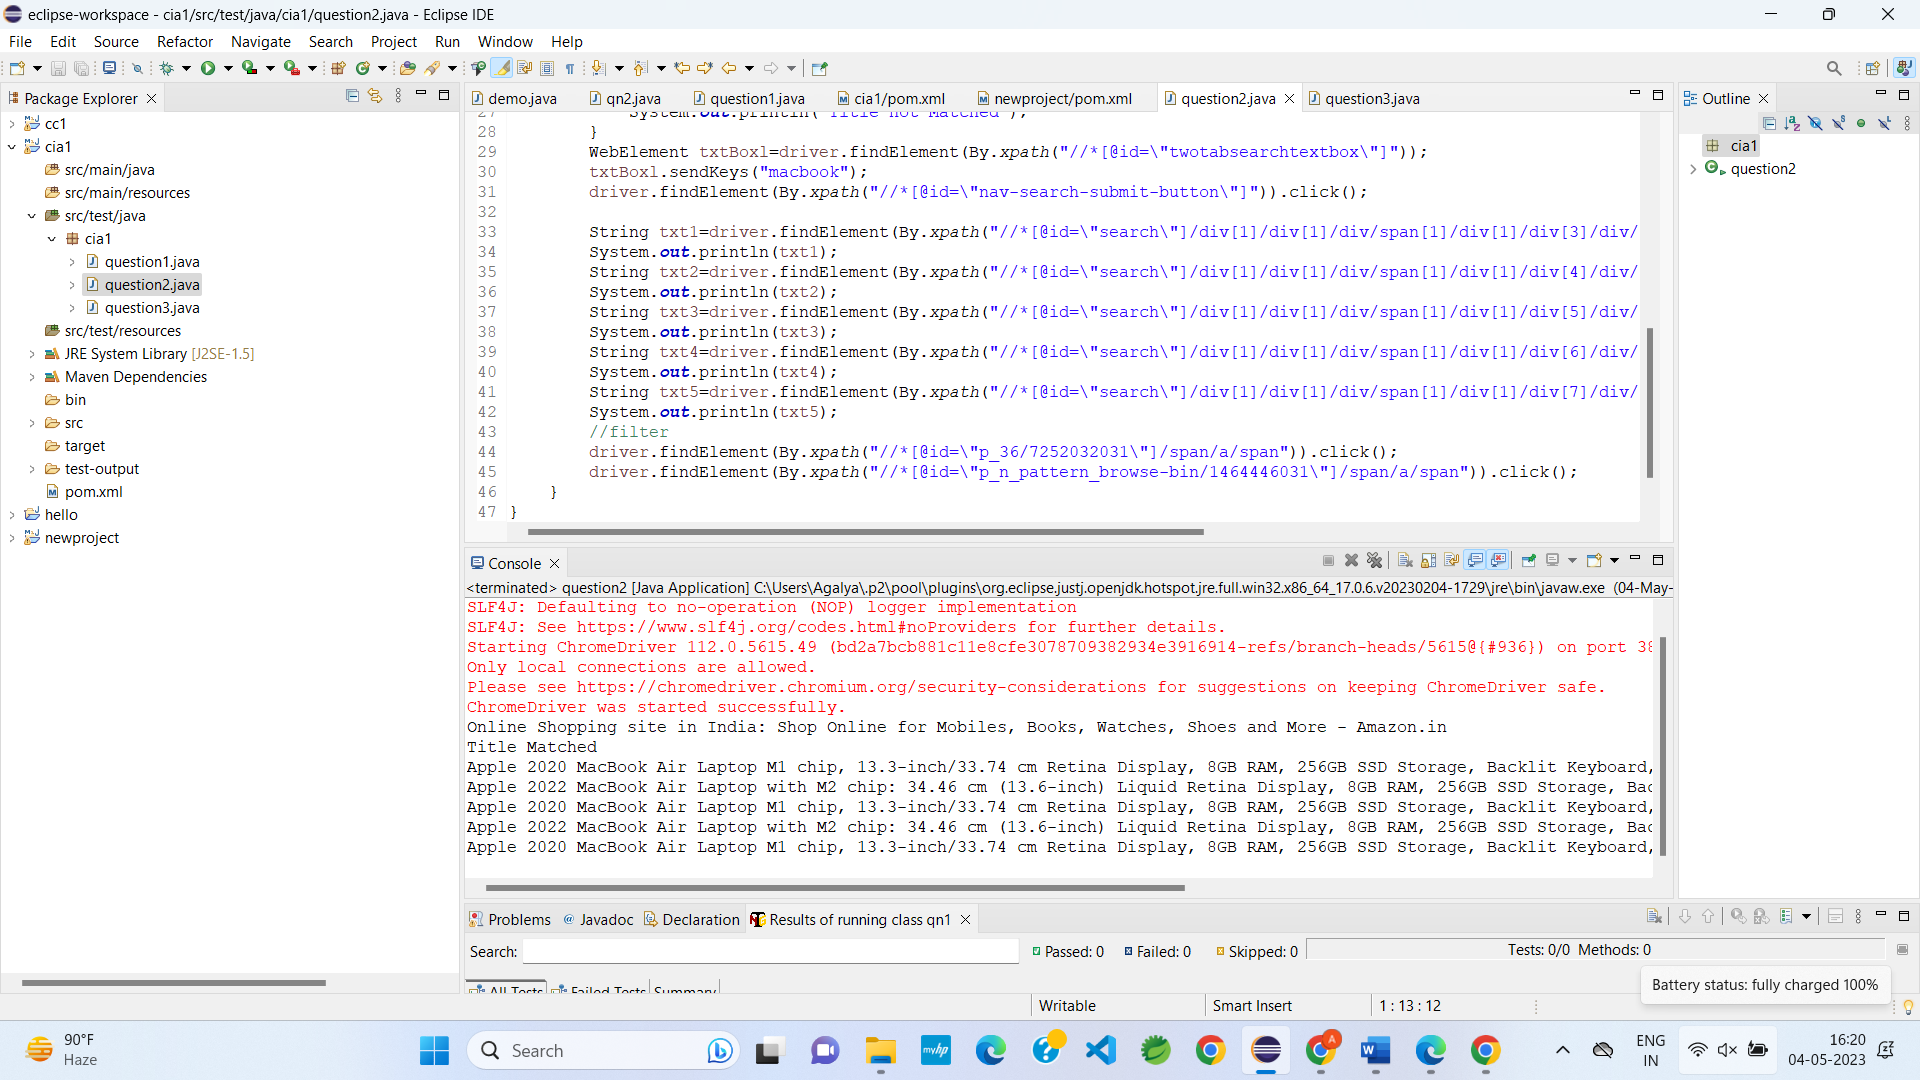 eclipse-workspace - cia1/src/test/java/cia1/question2.java - Eclipse IDE
File Edit Source Refactor Navigate Search Project Run Window Help
Package Explorer
cc1
cia1
src/main/java
src/main/resources
src/test/java
cia1
question1.java
question2.java
question3.java
src/test/resources
JRE System Library [J2SE-1.5]
Maven Dependencies
bin
src
target
test-output
pom.xml
hello
newproject
demo.java qn2.java question1.java cia1/pom.xml newproject/pom.xml question2.java question3.java
27 System.out.println("Title not Matched");
28 }
29 WebElement txtBoxl=driver.findElement(By.xpath("//*[@id=\"twotabsearchtextbox\"]"));
30 txtBoxl.sendKeys("macbook");
31 driver.findElement(By.xpath("//*[@id=\"nav-search-submit-button\"]")).click();
32
33 String txt1=driver.findElement(By.xpath("//*[@id=\"search\"]/div[1]/div[1]/div/span[1]/div[1]/div[3]/div/
34 System.out.println(txt1);
35 String txt2=driver.findElement(By.xpath("//*[@id=\"search\"]/div[1]/div[1]/div/span[1]/div[1]/div[4]/div/
36 System.out.println(txt2);
37 String txt3=driver.findElement(By.xpath("//*[@id=\"search\"]/div[1]/div[1]/div/span[1]/div[1]/div[5]/div/
38 System.out.println(txt3);
39 String txt4=driver.findElement(By.xpath("//*[@id=\"search\"]/div[1]/div[1]/div/span[1]/div[1]/div[6]/div/
40 System.out.println(txt4);
41 String txt5=driver.findElement(By.xpath("//*[@id=\"search\"]/div[1]/div[1]/div/span[1]/div[1]/div[7]/div/
42 System.out.println(txt5);
43 //filter
44 driver.findElement(By.xpath("//*[@id=\"p_36/7252032031\"]/span/a/span")).click();
45 driver.findElement(By.xpath("//*[@id=\"p_n_pattern_browse-bin/1464446031\"]/span/a/span")).click();
46 }
47 }
Outline
cia1
question2
Console
<terminated> question2 [Java Application] C:\Users\Agalya\.p2\pool\plugins\org.eclipse.justj.openjdk.hotspot.jre.full.win32.x86_64_17.0.6.v20230204-1729\jre\bin\javaw.exe (04-May-
SLF4J: Defaulting to no-operation (NOP) logger implementation
SLF4J: See https://www.slf4j.org/codes.html#noProviders for further details.
Starting ChromeDriver 112.0.5615.49 (bd2a7bcb881c11e8cfe3078709382934e3916914-refs/branch-heads/5615@{#936}) on port 38
Only local connections are allowed.
Please see https://chromedriver.chromium.org/security-considerations for suggestions on keeping ChromeDriver safe.
ChromeDriver was started successfully.
Online Shopping site in India: Shop Online for Mobiles, Books, Watches, Shoes and More - Amazon.in
Title Matched
Apple 2020 MacBook Air Laptop M1 chip, 13.3-inch/33.74 cm Retina Display, 8GB RAM, 256GB SSD Storage, Backlit Keyboard,
Apple 2022 MacBook Air Laptop with M2 chip: 34.46 cm (13.6-inch) Liquid Retina Display, 8GB RAM, 256GB SSD Storage, Bac
Apple 2020 MacBook Air Laptop M1 chip, 13.3-inch/33.74 cm Retina Display, 8GB RAM, 256GB SSD Storage, Backlit Keyboard,
Apple 2022 MacBook Air Laptop with M2 chip: 34.46 cm (13.6-inch) Liquid Retina Display, 8GB RAM, 256GB SSD Storage, Bac
Apple 2020 MacBook Air Laptop M1 chip, 13.3-inch/33.74 cm Retina Display, 8GB RAM, 256GB SSD Storage, Backlit Keyboard,
Problems Javadoc Declaration Results of running class qn1
Search: Passed: 0 Failed: 0 Skipped: 0 Tests: 0/0 Methods: 0
All Tests Failed Tests Summary
Battery status: fully charged 100%
Writable Smart Insert 1 : 13 : 12
90°F
Haze
Search
myhp
A
ENG
IN
16:20
04-05-2023